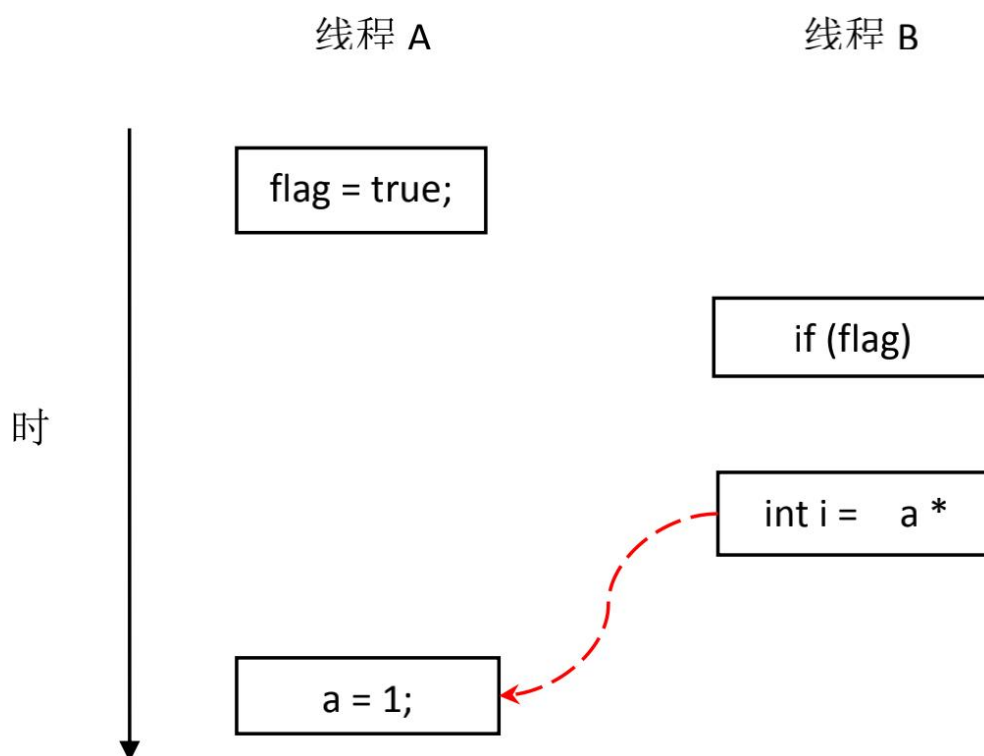 线程 A
线程 B
flag = true;
if (flag)
时
int i = a *
a = 1;